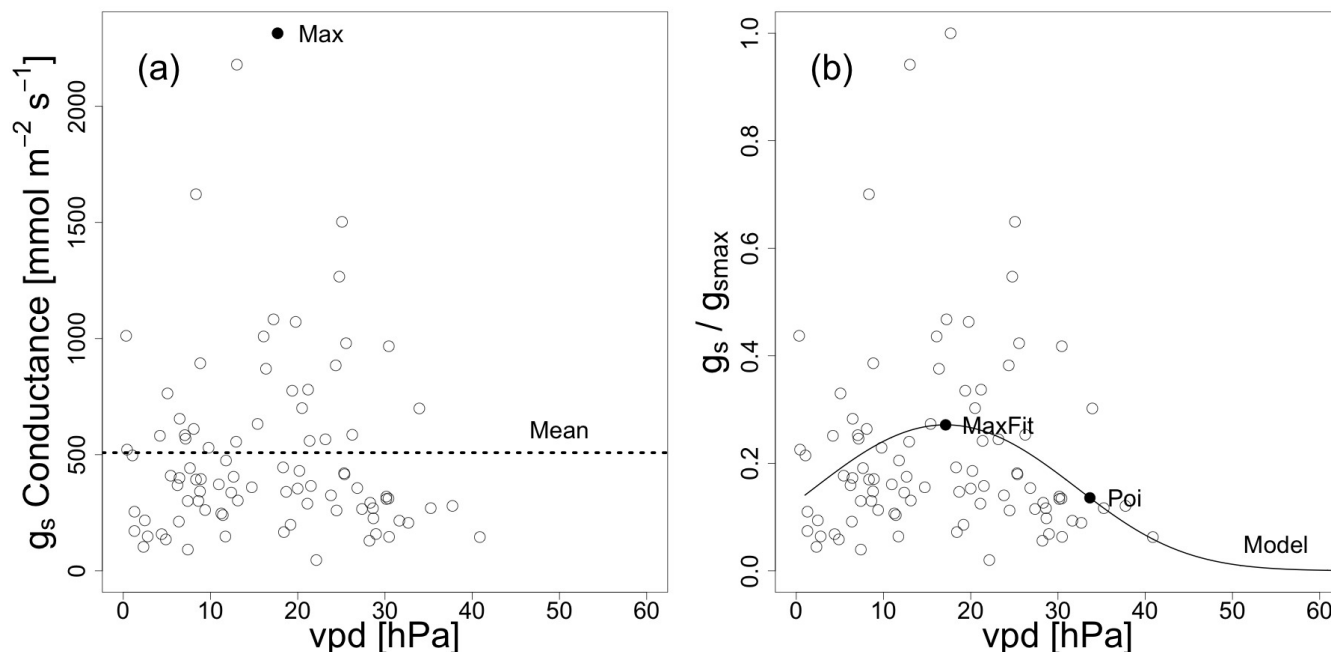 (a)
Max
Mean
gs Conductance [mmol m−2 s−1]
0
500
1000
1500
2000
0 10 20 30 40 50 60
vpd [hPa]
(b)
MaxFit
Poi
Model
gs / gsmax
0.0
0.2
0.4
0.6
0.8
1.0
0 10 20 30 40 50 60
vpd [hPa]